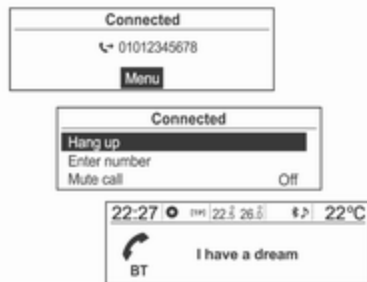 Connected
01012345678
Menu
Connected
Hang up
Enter number
Mute call Off
22:27 22.5 26.0 22°C
I have a dream
BT